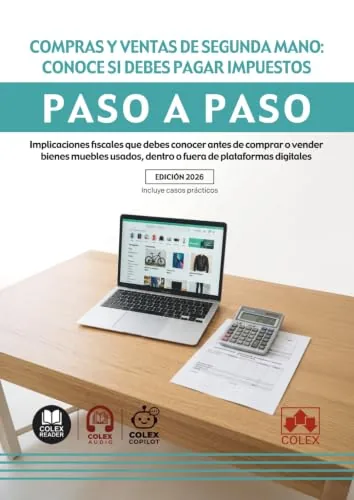 COMPRAS Y VENTAS DE SEGUNDA MANO:
CONOCE SI DEBES PAGAR IMPUESTOS
PASO A PASO
Implicaciones fiscales que debes conocer antes de comprar o vender
bienes muebles usados, dentro o fuera de plataformas digitales
EDICIÓN 2026
Incluye casos prácticos
COLEX
READER
COLEX
AUDIO
COLEX
COPILOT
COLEX